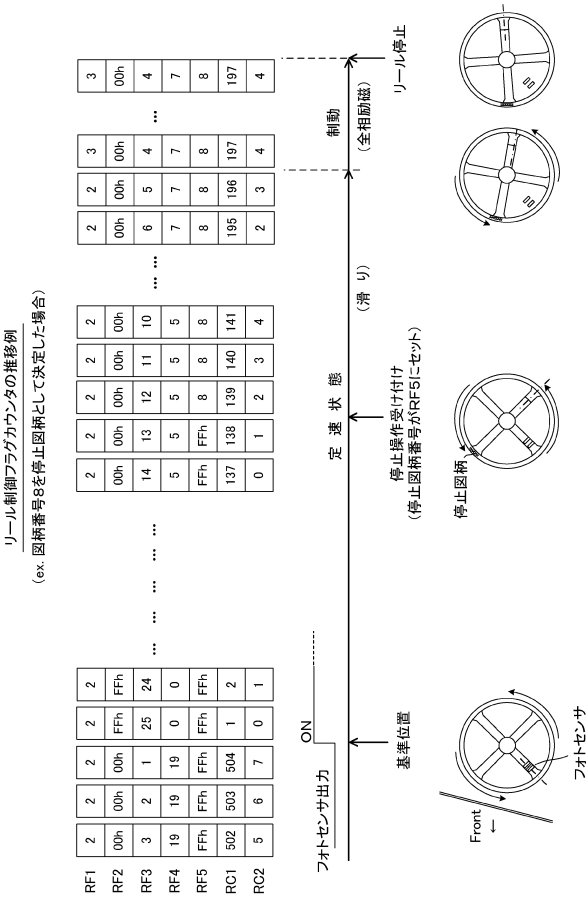 リール制御フラグカウンタの推移例
(ex. 図柄番号8を停止図柄として決定した場合)
RF1 2 2 2 2 2 2 2 2 2 2 2 2 3 3
RF2 00h 00h 00h FFh FFh 00h 00h 00h 00h 00h 00h 00h 00h 00h
RF3 3 2 1 25 24 … … … … 14 13 12 11 10 … … 6 5 4 … 4
RF4 19 19 19 0 0 5 5 5 5 5 7 7 7 7
RF5 FFh FFh FFh FFh FFh FFh FFh 8 8 8 8 8 8 8
RC1 502 503 504 1 2 137 138 139 140 141 195 196 197 197
RC2 5 6 7 0 1 0 1 2 3 4 2 3 4 4
フォトセンサ出力 ON
定速状態
(滑り)
制動
(全相励磁)
基準位置
停止操作受け付け
(停止図柄番号がRF5にセット)
リール停止
停止図柄
Front
フォトセンサ